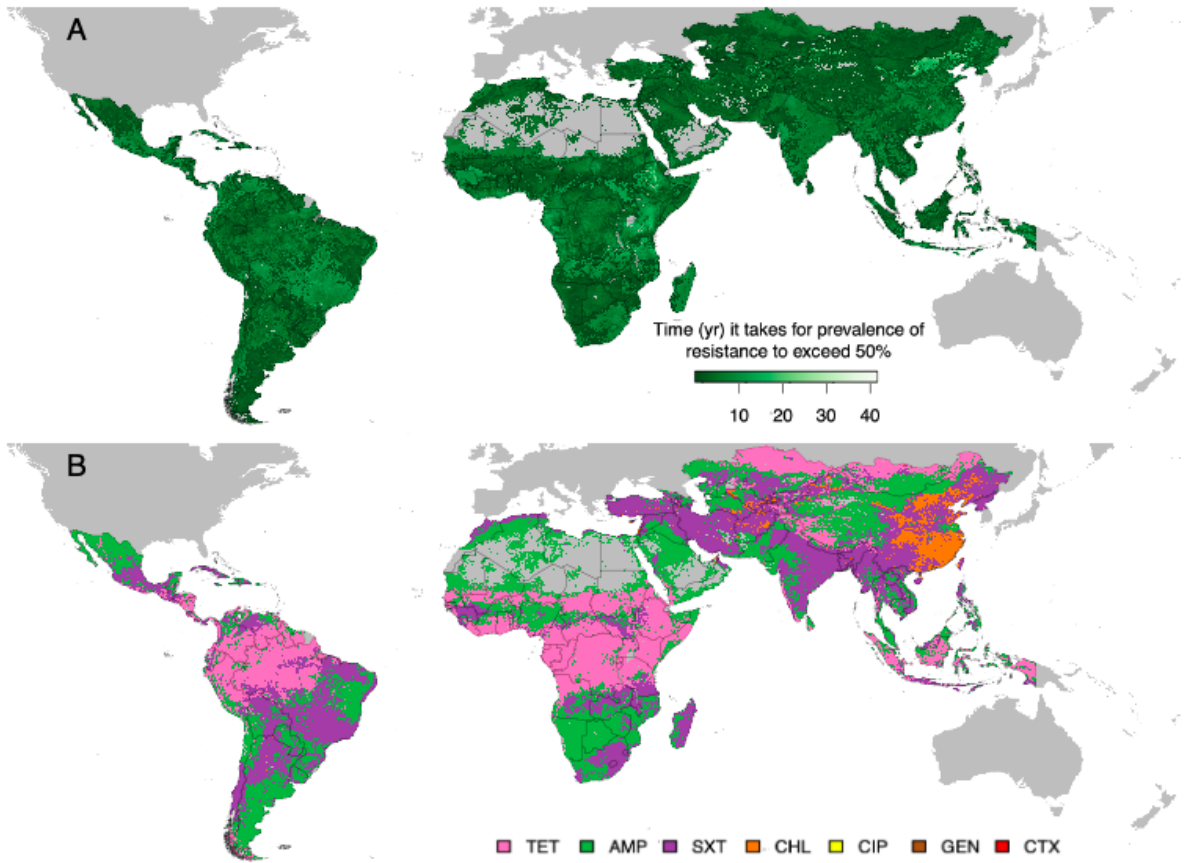 A
Time (yr) it takes for prevalence of
resistance to exceed 50%
10 20 30 40
B
TET AMP SXT CHL CIP GEN CTX